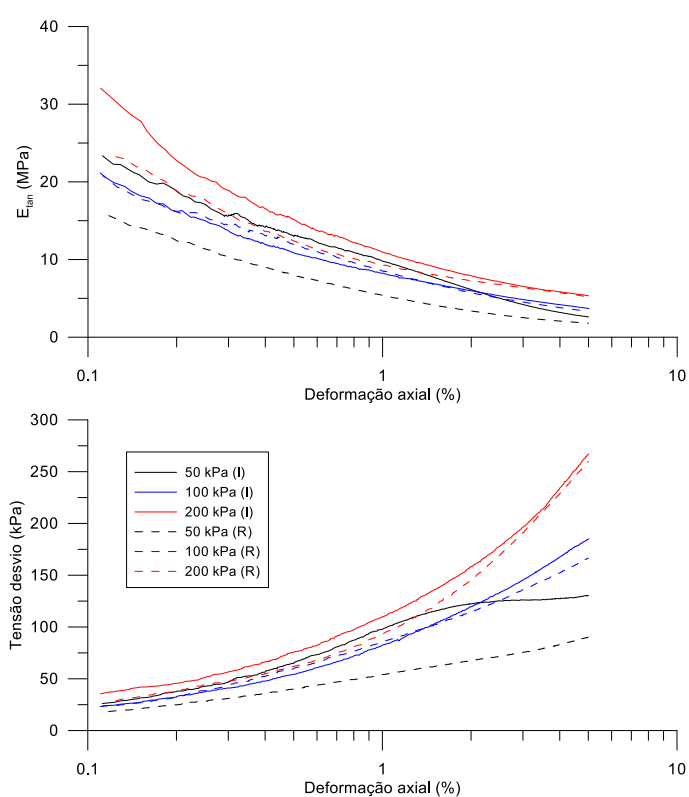 40
30
20
10
0
E_tan (MPa)
0.1 1 10
Deformação axial (%)
300
250
200
150
100
50
0
Tensão desvio (kPa)
50 kPa (I)
100 kPa (I)
200 kPa (I)
50 kPa (R)
100 kPa (R)
200 kPa (R)
0.1 1 10
Deformação axial (%)